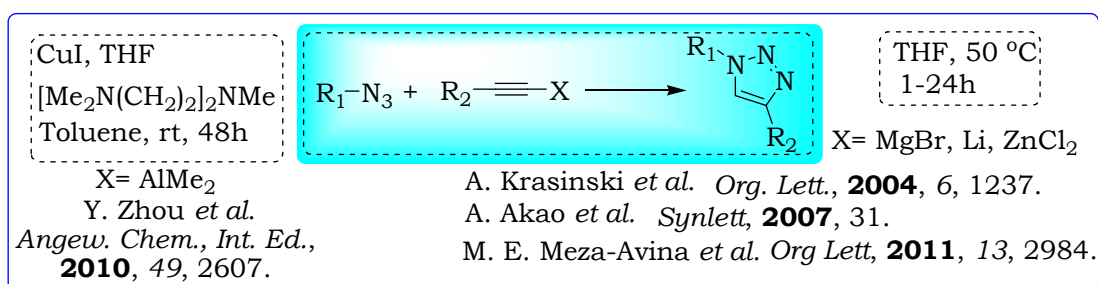 CuI, THF
[Me₂N(CH₂)₂]₂NMe
Toluene, rt, 48h
X= AlMe₂
Y. Zhou et al.
Angew. Chem., Int. Ed.,
2010, 49, 2607.
R₁–N₃ + R₂ X
R₁ N N N R₂
THF, 50 ºC
1-24h
X= MgBr, Li, ZnCl₂
A. Krasinski et al. Org. Lett., 2004, 6, 1237.
A. Akao et al. Synlett, 2007, 31.
M. E. Meza-Avina et al. Org Lett, 2011, 13, 2984.